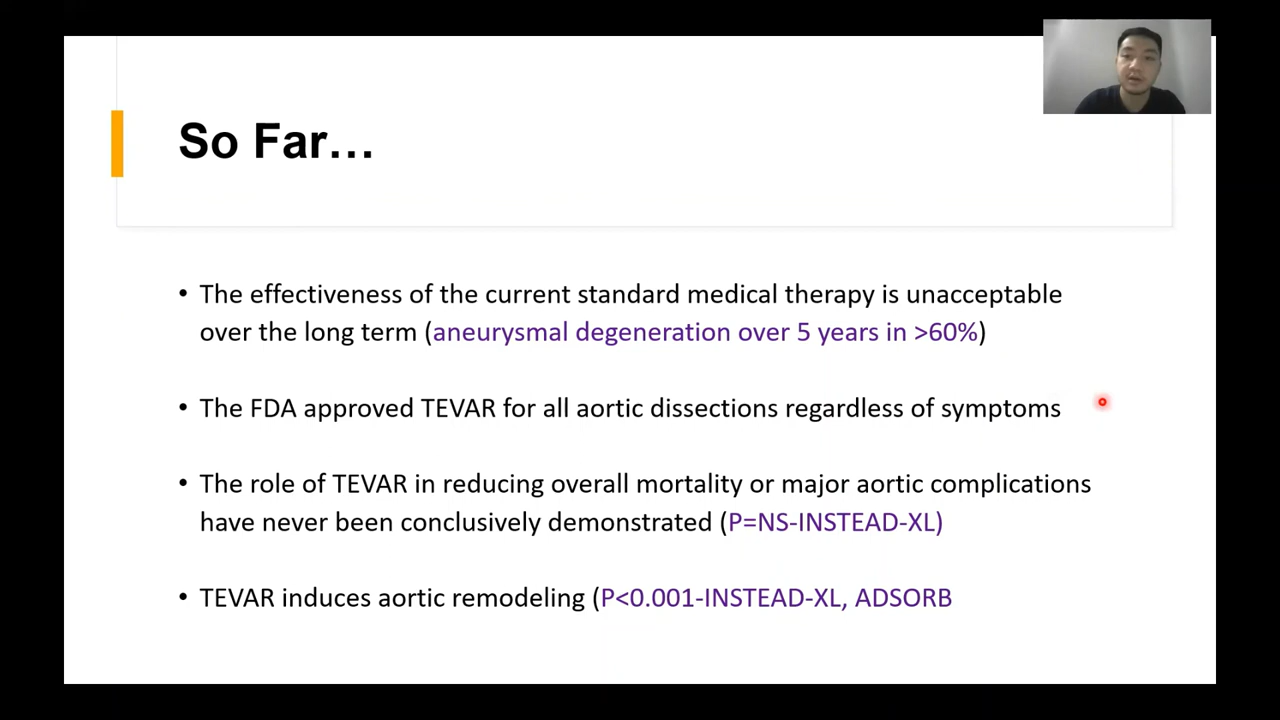 So Far…
• The effectiveness of the current standard medical therapy is unacceptable
over the long term (aneurysmal degeneration over 5 years in >60%)
• The FDA approved TEVAR for all aortic dissections regardless of symptoms
• The role of TEVAR in reducing overall mortality or major aortic complications
have never been conclusively demonstrated (P=NS-INSTEAD-XL)
• TEVAR induces aortic remodeling (P<0.001-INSTEAD-XL, ADSORB